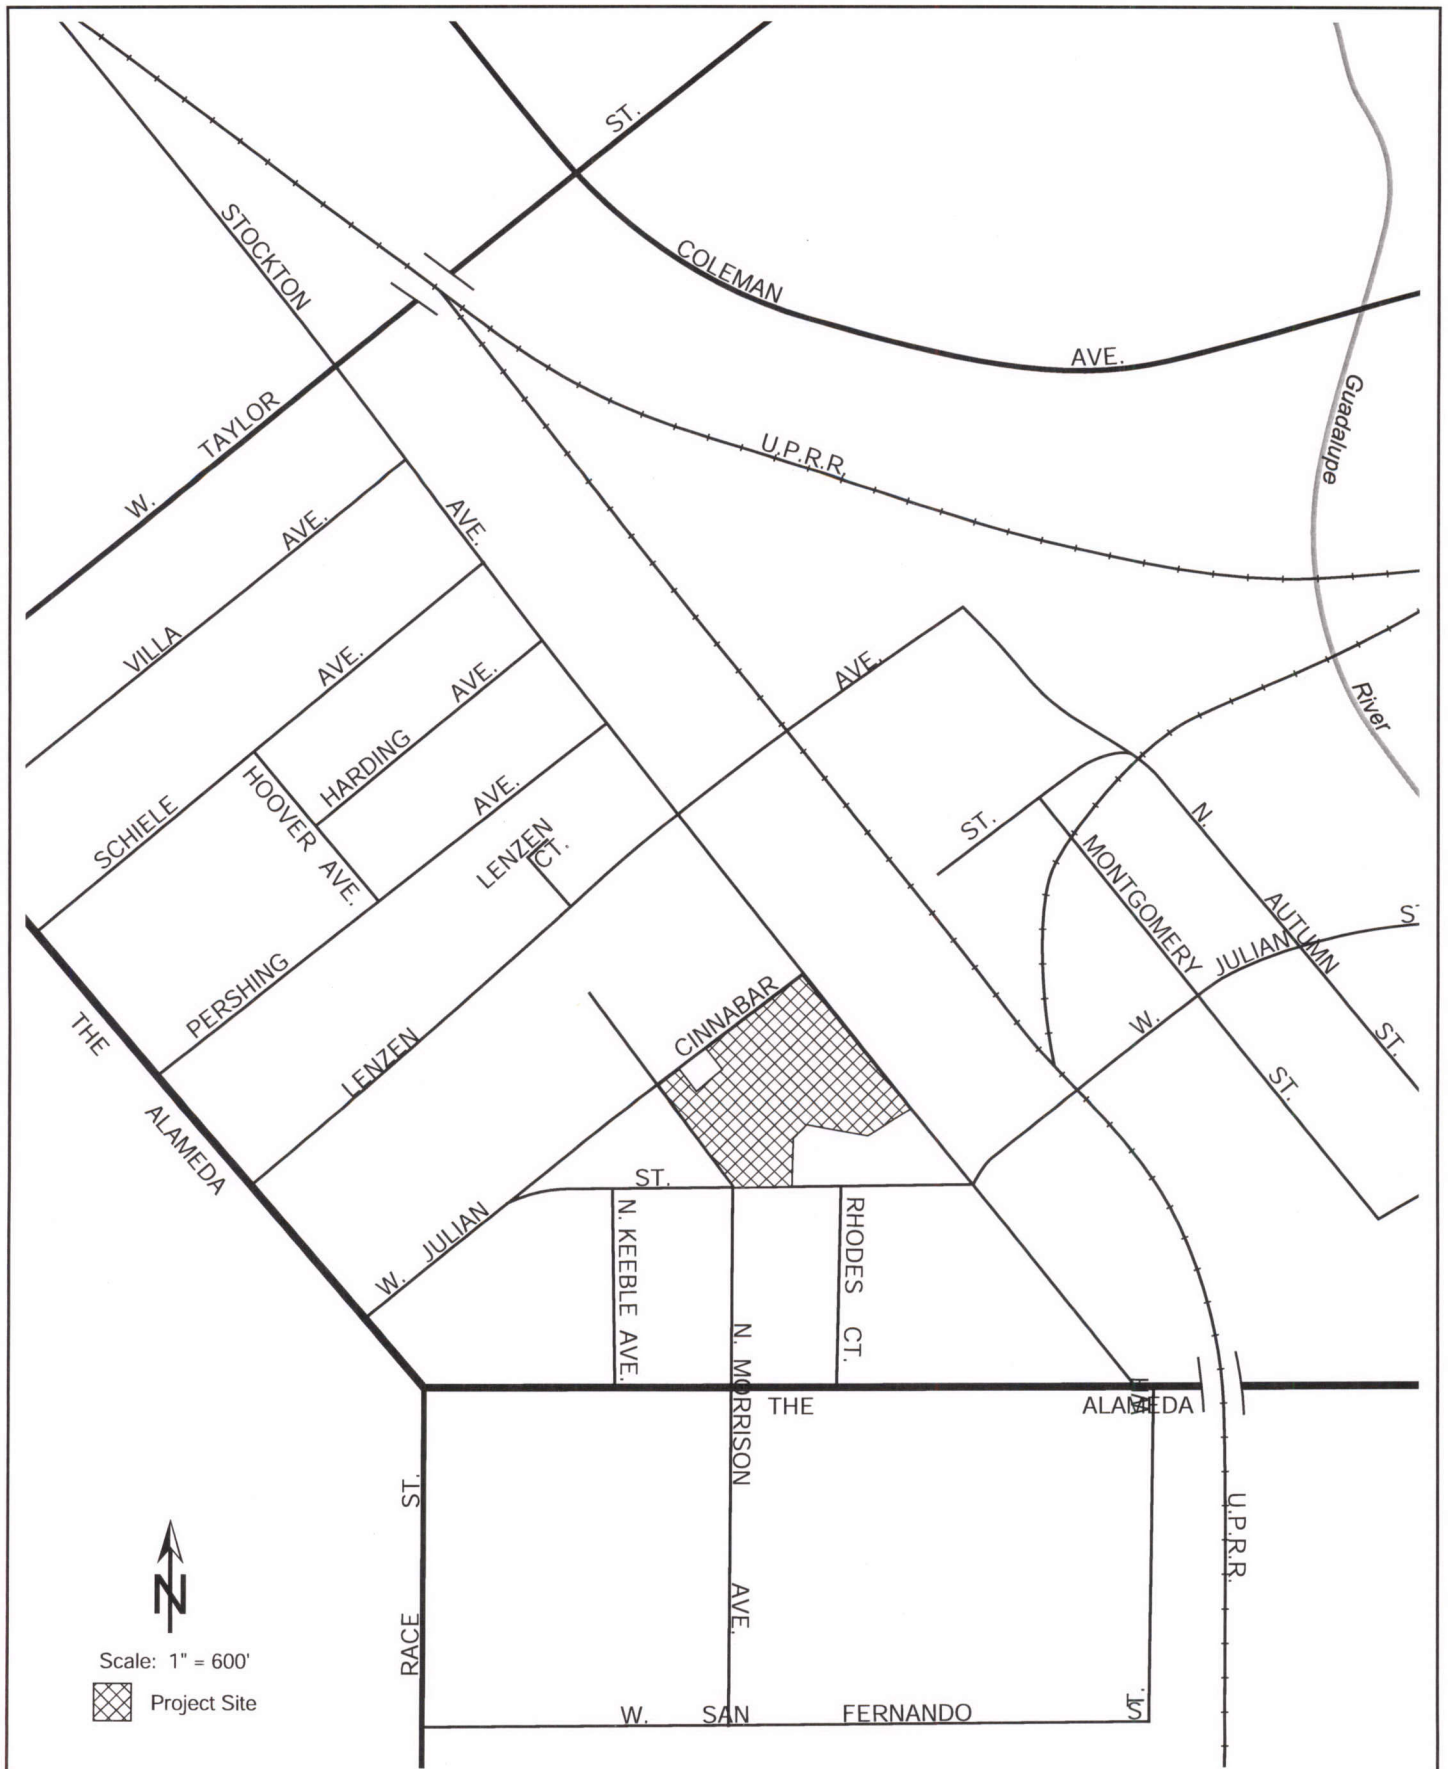 ST.
STOCKTON
COLEMAN
AVE.
Guadalupe
W. TAYLOR
U.P.R.R.
AVE.
AVE.
VILLA
AVE.
AVE.
AVE.
River
HARDING
HOOVER AVE.
SCHIELE
AVE.
LENZEN
CT.
ST.
N.
MONTGOMERY
AUTUMN
JULIAN
W.
ST.
ST.
PERSHING
CINNABAR
THE
LENZEN
ALAMEDA
ST.
W. JULIAN
N. KEEBLE AVE.
RHODES CT.
N. MORRISON
THE
ALAMEDA
ST.
U.P.R.R.
RACE
AVE.
N
Scale: 1" = 600'
Project Site
W. SAN FERNANDO
ST.